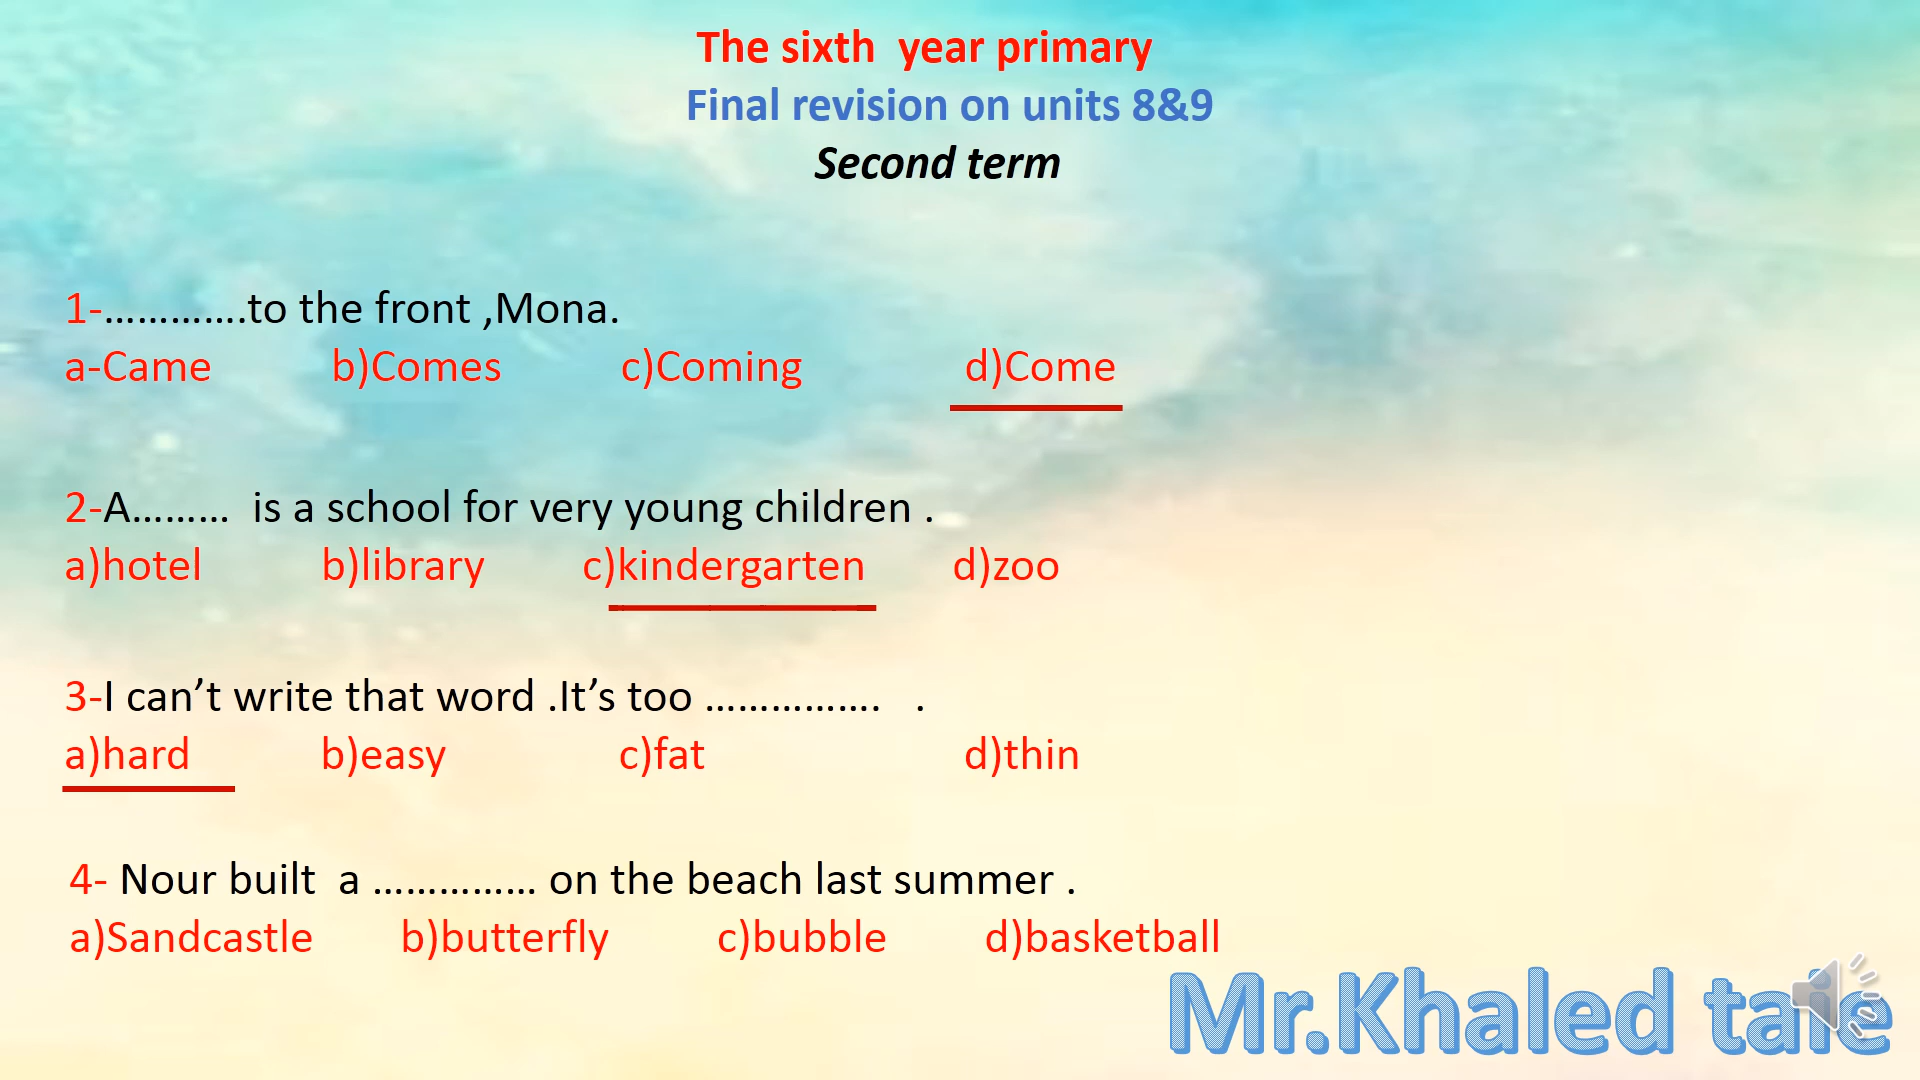 The sixth year primary
Final revision on units 8&9
Second term
1-………….to the front ,Mona.
a-Came b)Comes c)Coming d)Come
2-A……… is a school for very young children .
a)hotel b)library c)kindergarten d)zoo
3-I can’t write that word .It’s too ……………. .
a)hard b)easy c)fat d)thin
4- Nour built a …………… on the beach last summer .
a)Sandcastle b)butterfly c)bubble d)basketball
Mr.Khaled